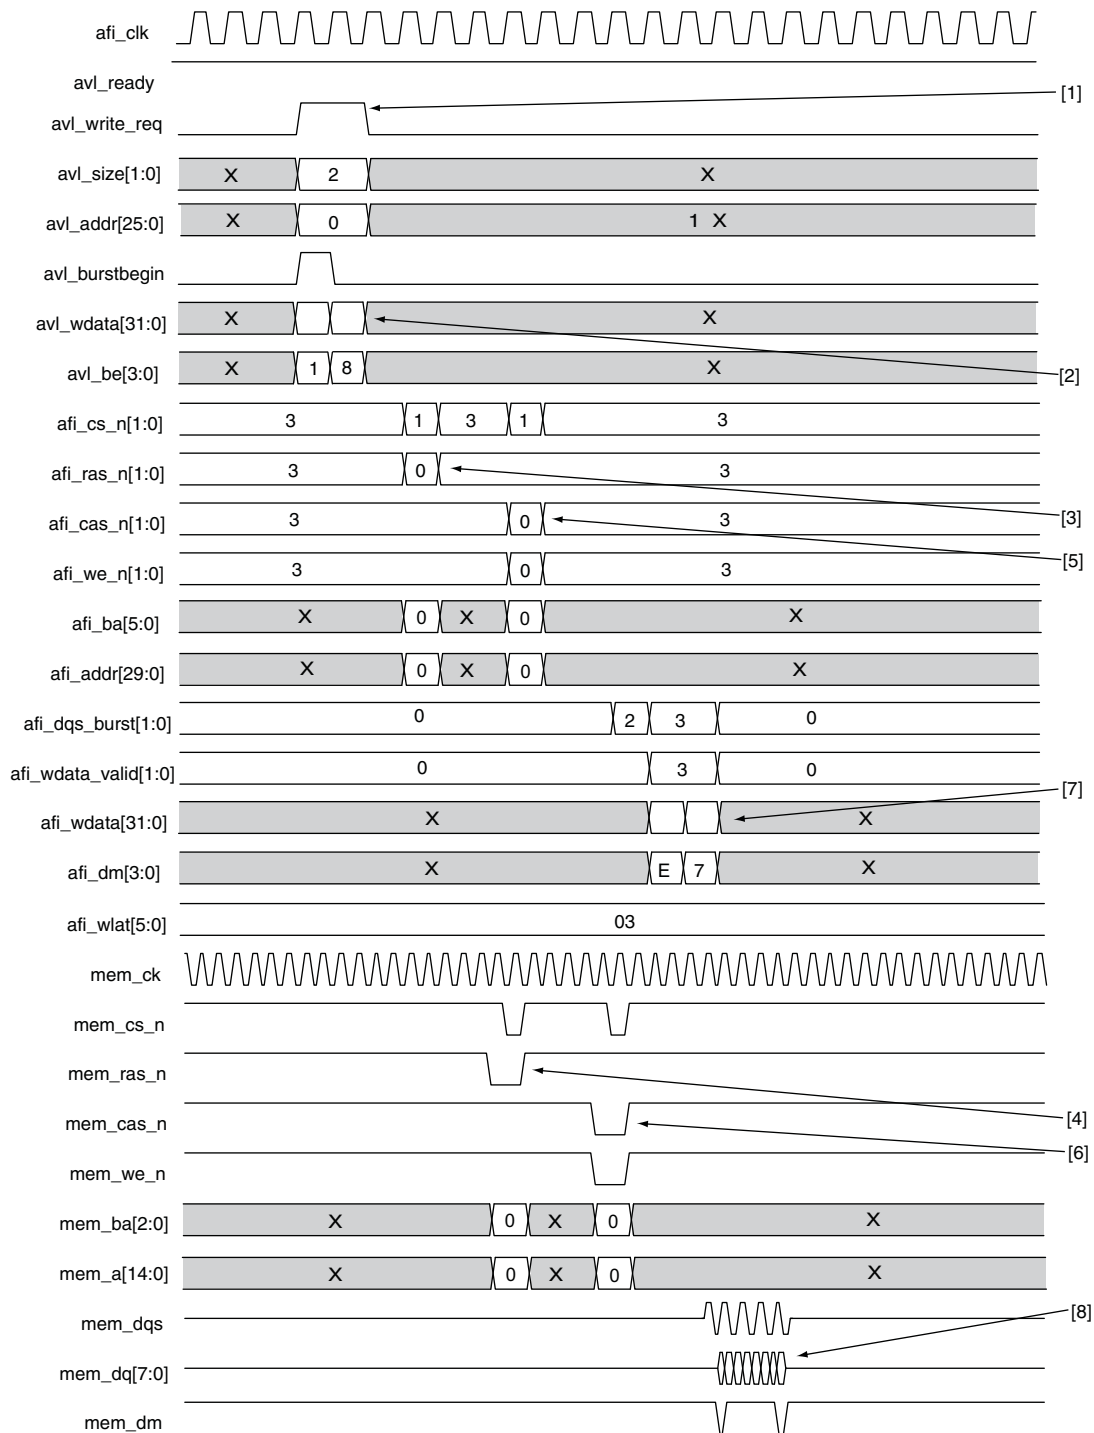 afi_clk
avl_ready
[1]
avl_write_req
avl_size[1:0] X 2 X
avl_addr[25:0] X 0 1 X
avl_burstbegin
avl_wdata[31:0] X X
avl_be[3:0] X 1 8 X
[2]
afi_cs_n[1:0] 3 1 3 1 3
afi_ras_n[1:0] 3 0 3
afi_cas_n[1:0] 3 0 3
[3]
[5]
afi_we_n[1:0] 3 0 3
afi_ba[5:0] X 0 X 0 X
afi_addr[29:0] X 0 X 0 X
afi_dqs_burst[1:0] 0 2 3 0
afi_wdata_valid[1:0] 0 3 0
[7]
afi_wdata[31:0] X X
afi_dm[3:0] X E 7 X
afi_wlat[5:0] 03
mem_ck
mem_cs_n
mem_ras_n
[4]
mem_cas_n
[6]
mem_we_n
mem_ba[2:0] X 0 X 0 X
mem_a[14:0] X 0 X 0 X
[8]
mem_dqs
mem_dq[7:0]
mem_dm